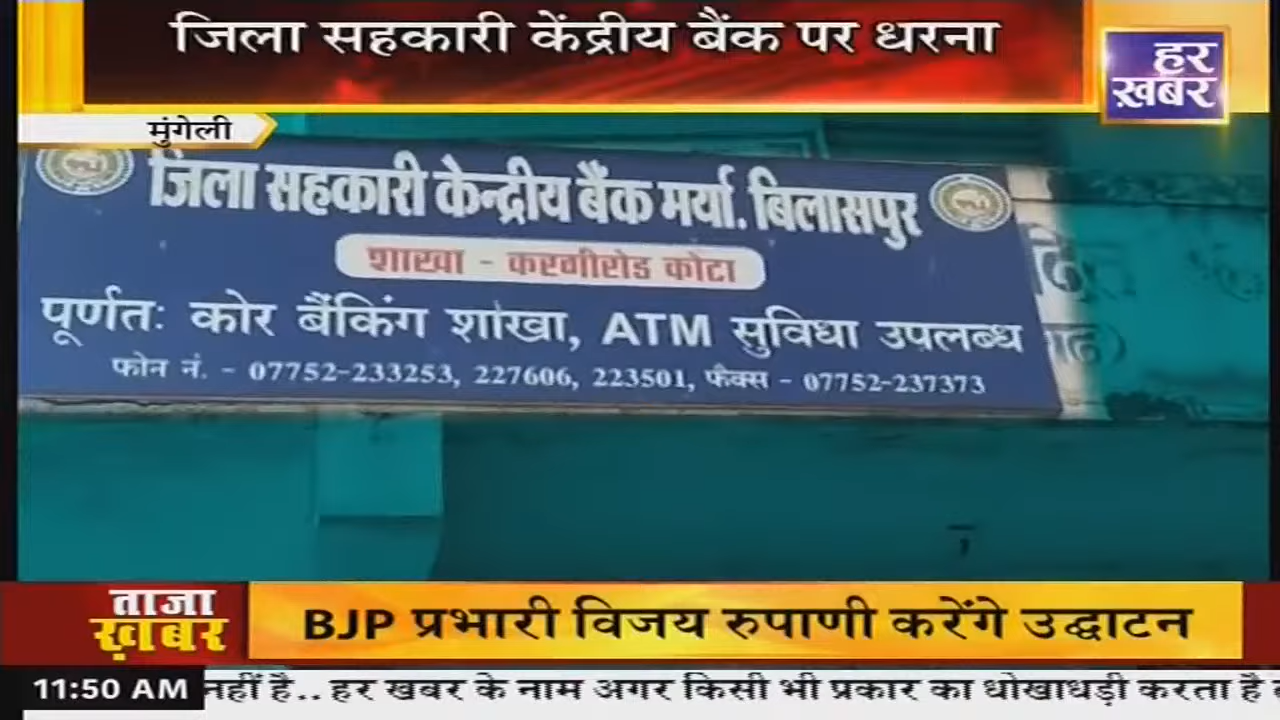 जिला सहकारी केंद्रीय बैंक पर धरना
हर
ख़बर
मुंगेली
जिला सहकारी केन्द्रीय बैंक मर्या. बिलासपुर
शाखा - करगीरोड कोटा
पूर्णतः कोर बैंकिंग शाखा, ATM सुविधा उपलब्ध
फोन नं. - 07752-233253, 227606, 223501, फैक्स - 07752-237373
ताजा
ख़बर
BJP प्रभारी विजय रुपाणी करेंगे उद्घाटन
11:50 AM
नहीं है.. हर खबर के नाम अगर किसी भी प्रकार का धोखाधड़ी करता है